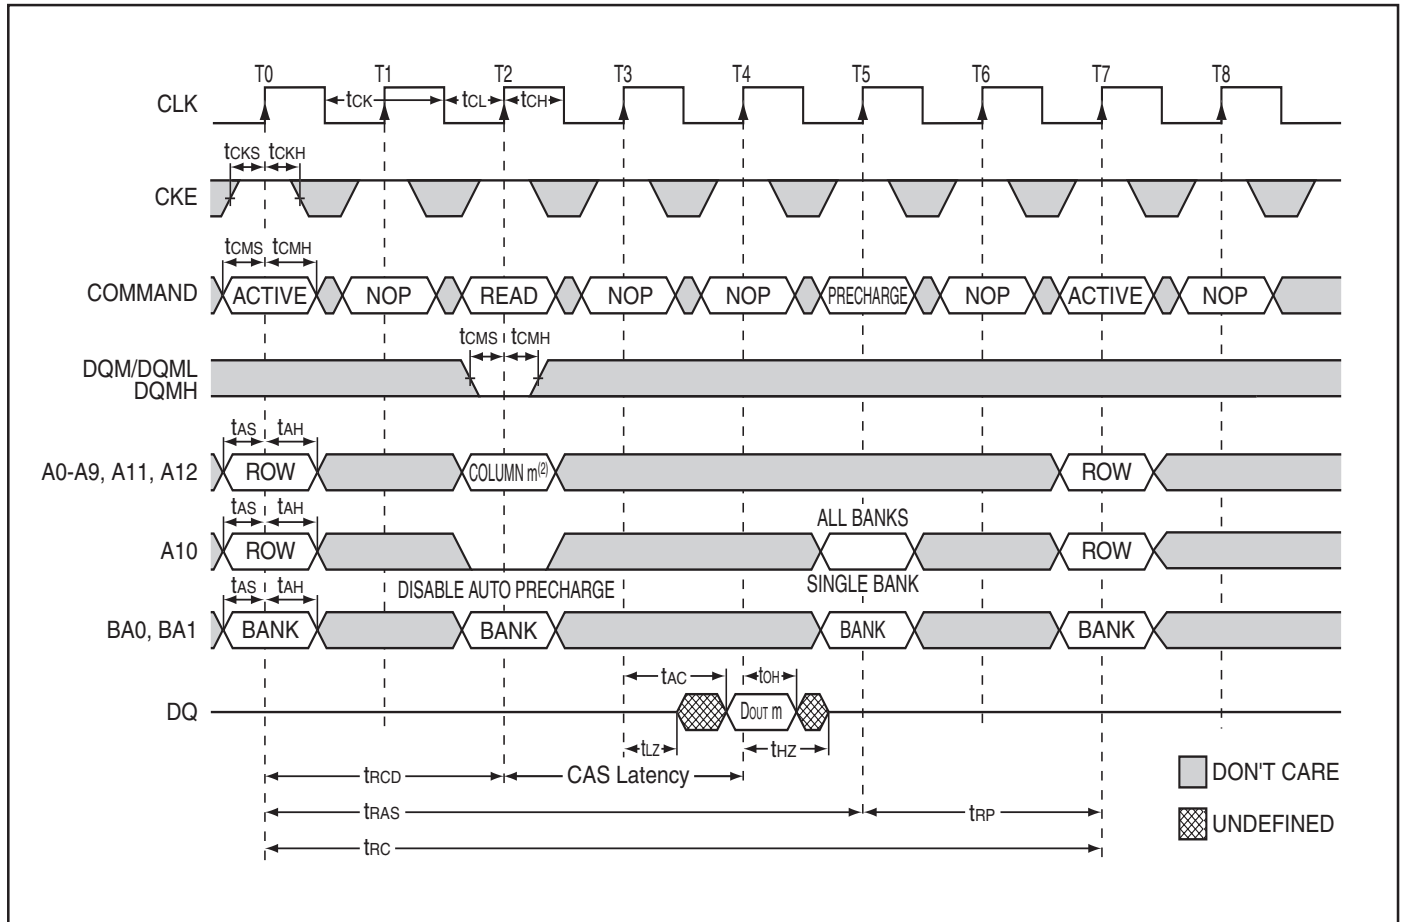 T0 T1 T2 T3 T4 T5 T6 T7 T8
CLK tCK tCL tCH
tCKS tCKH
CKE
tCMS tCMH
COMMAND ACTIVE NOP READ NOP NOP PRECHARGE NOP ACTIVE NOP
tCMS tCMH
DQM/DQML
DQMH
tAS tAH
A0-A9, A11, A12 ROW COLUMN m(2) ROW
tAS tAH ALL BANKS
A10 ROW ROW
DISABLE AUTO PRECHARGE SINGLE BANK
tAS tAH
BA0, BA1 BANK BANK BANK BANK
tAC tOH
DQ DOUT m
tLZ tHZ
tRCD CAS Latency
DON'T CARE
tRAS tRP
UNDEFINED
tRC